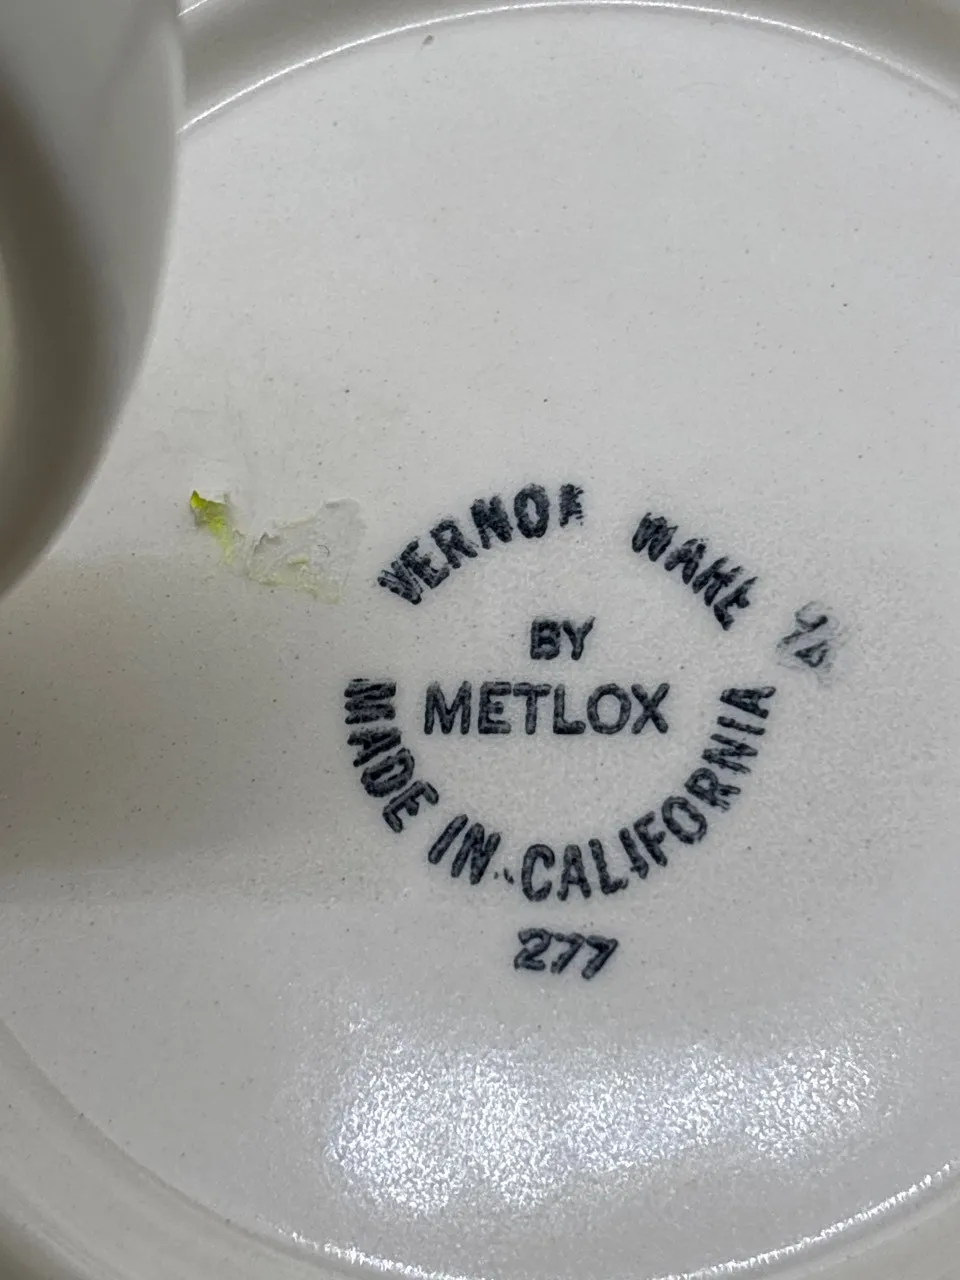 VERNON WARE
BY
METLOX
MADE IN CALIFORNIA
277